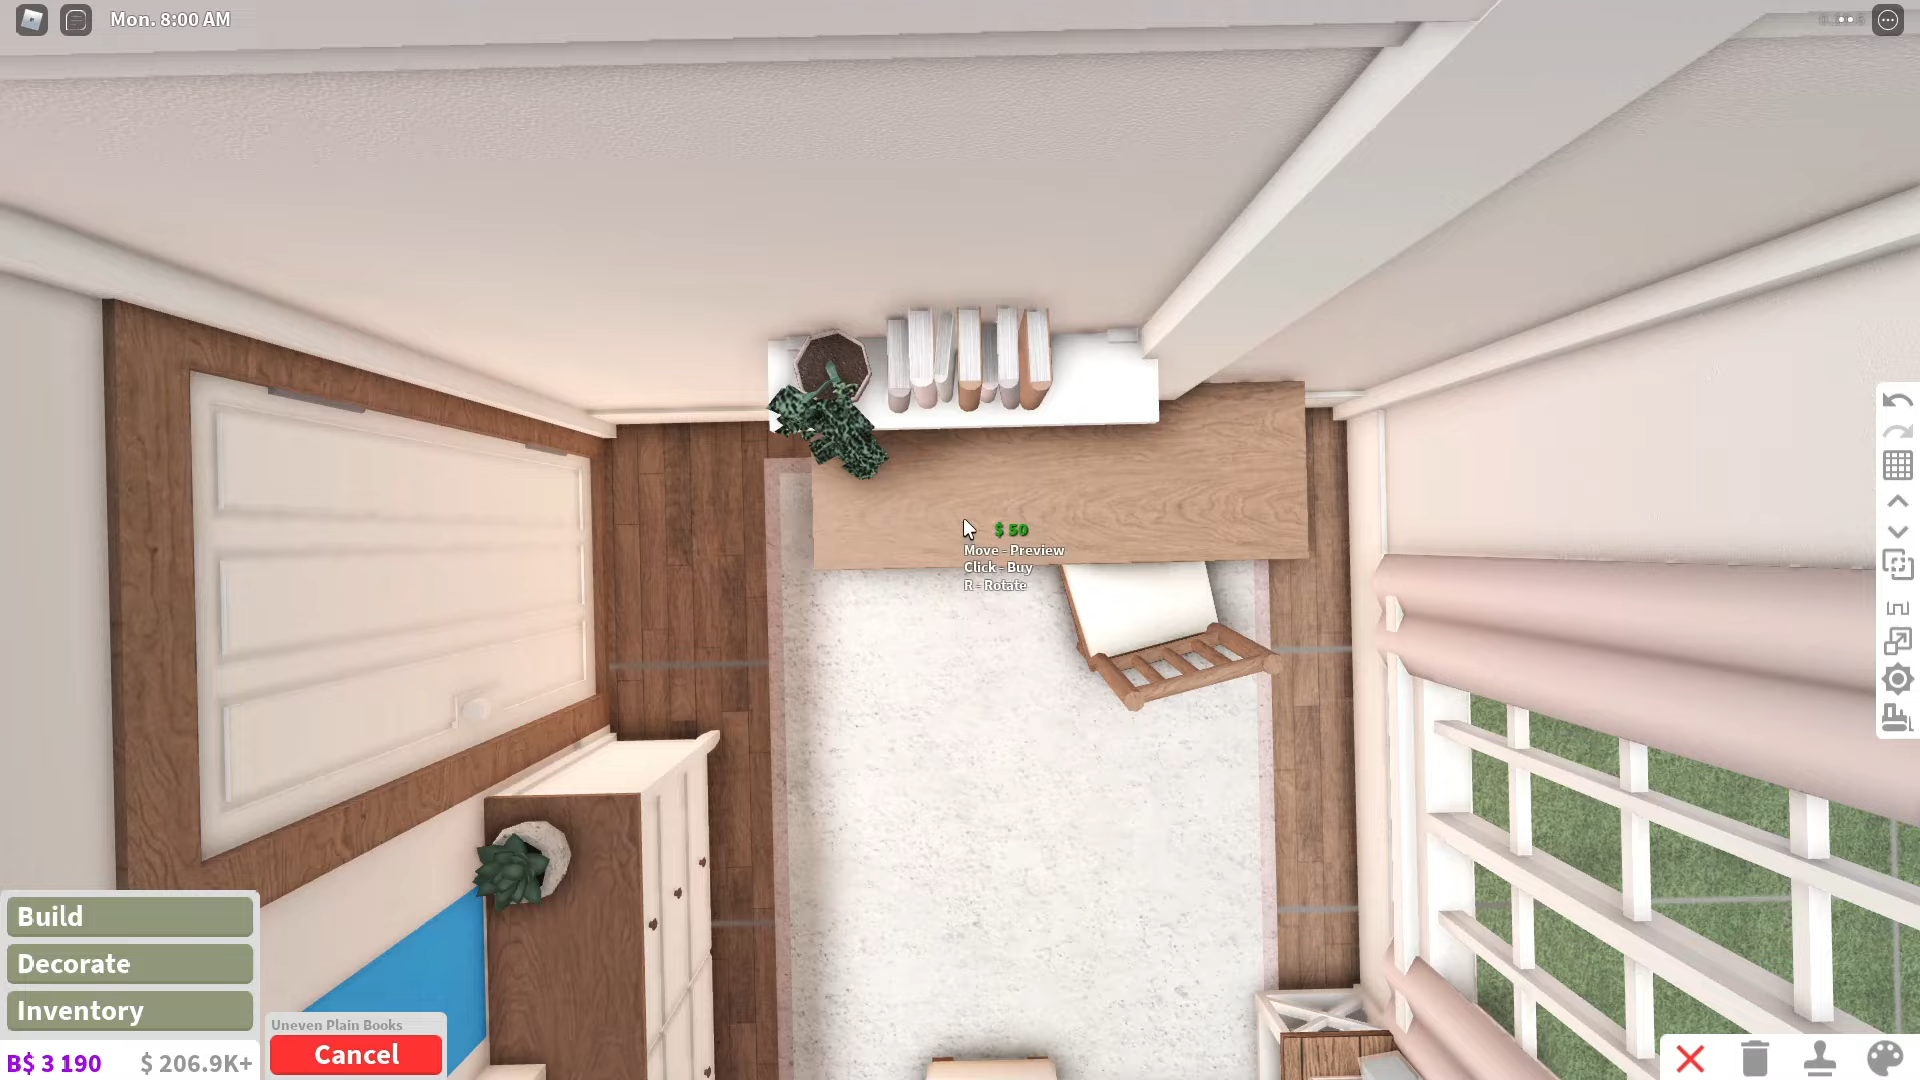 Mon. 8:00 AM
$ 50
Move - Preview
Click - Buy
R - Rotate
Build
Decorate
Inventory
Uneven Plain Books
Cancel
B$ 3 190
$ 206.9K+